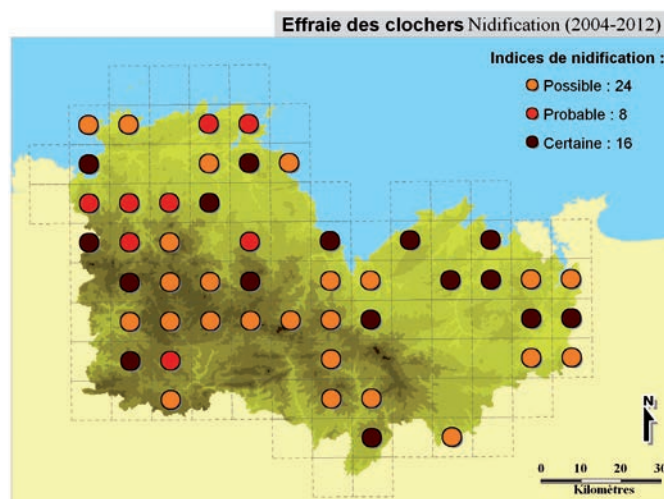 Effraie des clochers Nidification (2004-2012)
Indices de nidification :
Possible : 24
Probable : 8
Certaine : 16
N
0 10 20 30
Kilomètres